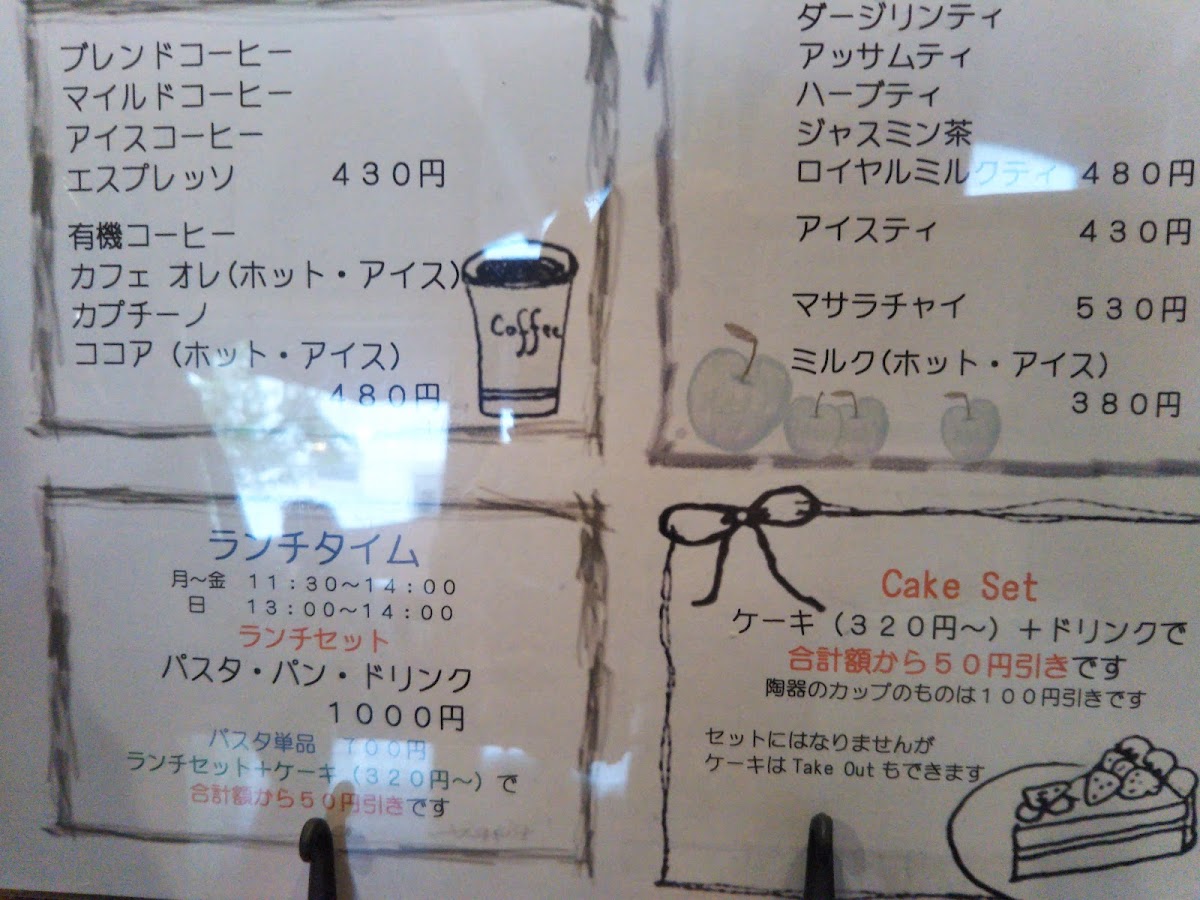 ブレンドコーヒー
マイルドコーヒー
アイスコーヒー
エスプレッソ 430円
有機コーヒー
カフェ オレ(ホット・アイス)
カプチーノ
ココア (ホット・アイス)
480円
Coffee
ダージリンティ
アッサムティ
ハーブティ
ジャスミン茶
ロイヤルミルクティ 480円
アイスティ 430円
マサラチャイ 530円
ミルク(ホット・アイス)
380円
ランチタイム
月~金 11:30~14:00
日 13:00~14:00
ランチセット
パスタ・パン・ドリンク
1000円
パスタ単品 700円
ランチセット+ケーキ(320円~)で
合計額から50円引きです
Cake Set
ケーキ(320円~)+ドリンクで
合計額から50円引きです
陶器のカップのものは100円引きです
セットにはなりませんが
ケーキは Take Out もできます